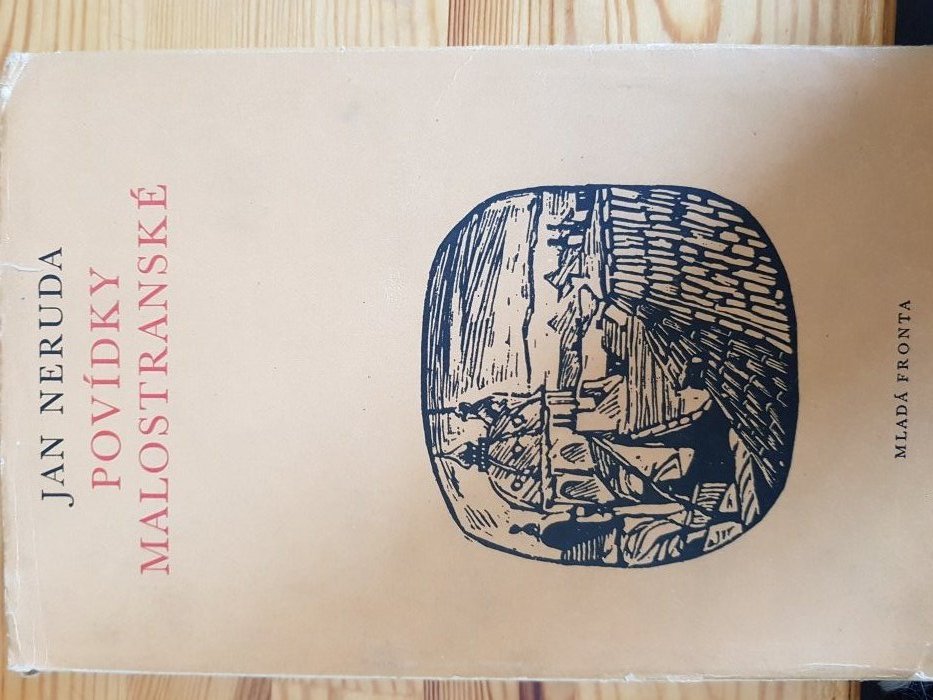 JAN NERUDA
POVÍDKY
MALOSTRANSKÉ
MLADÁ FRONTA